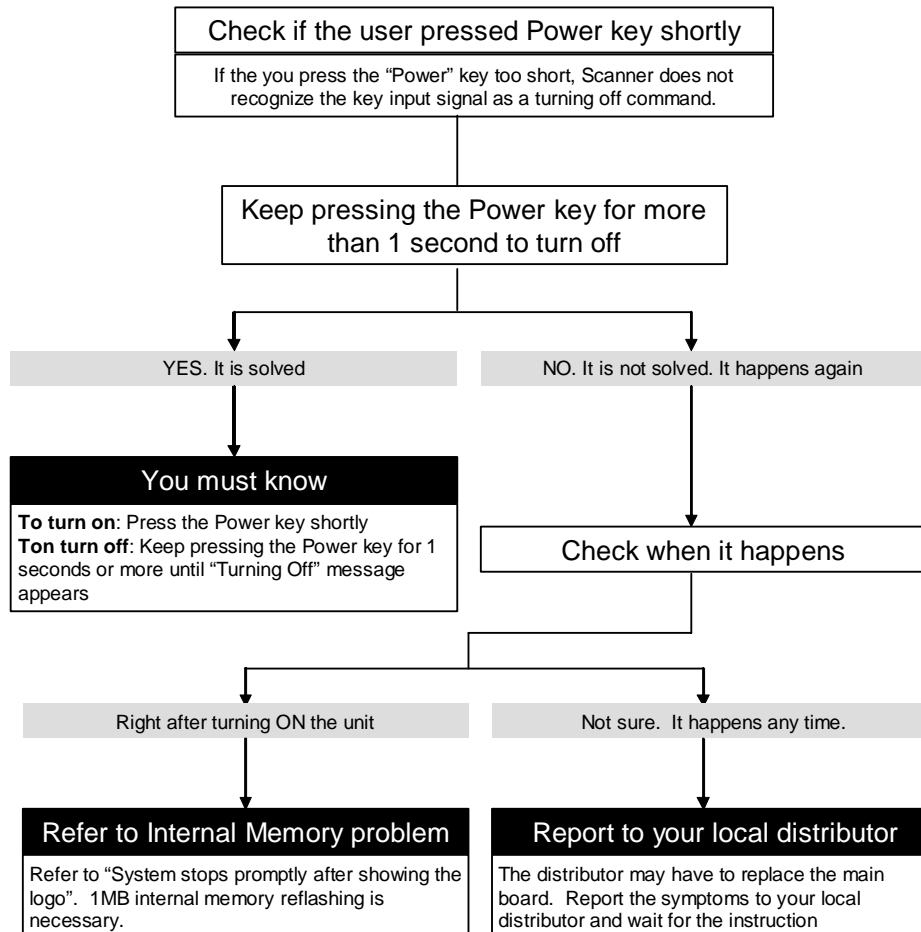 Check if the user pressed Power key shortly
If the you press the “Power” key too short, Scanner does not
recognize the key input signal as a turning off command.
Keep pressing the Power key for more
than 1 second to turn off
YES. It is solved
NO. It is not solved. It happens again
You must know
To turn on: Press the Power key shortly
Ton turn off: Keep pressing the Power key for 1
seconds or more until “Turning Off” message
appears
Check when it happens
Right after turning ON the unit
Not sure. It happens any time.
Refer to Internal Memory problem
Refer to “System stops promptly after showing the
logo”. 1MB internal memory reflashing is
necessary.
Report to your local distributor
The distributor may have to replace the main
board. Report the symptoms to your local
distributor and wait for the instruction